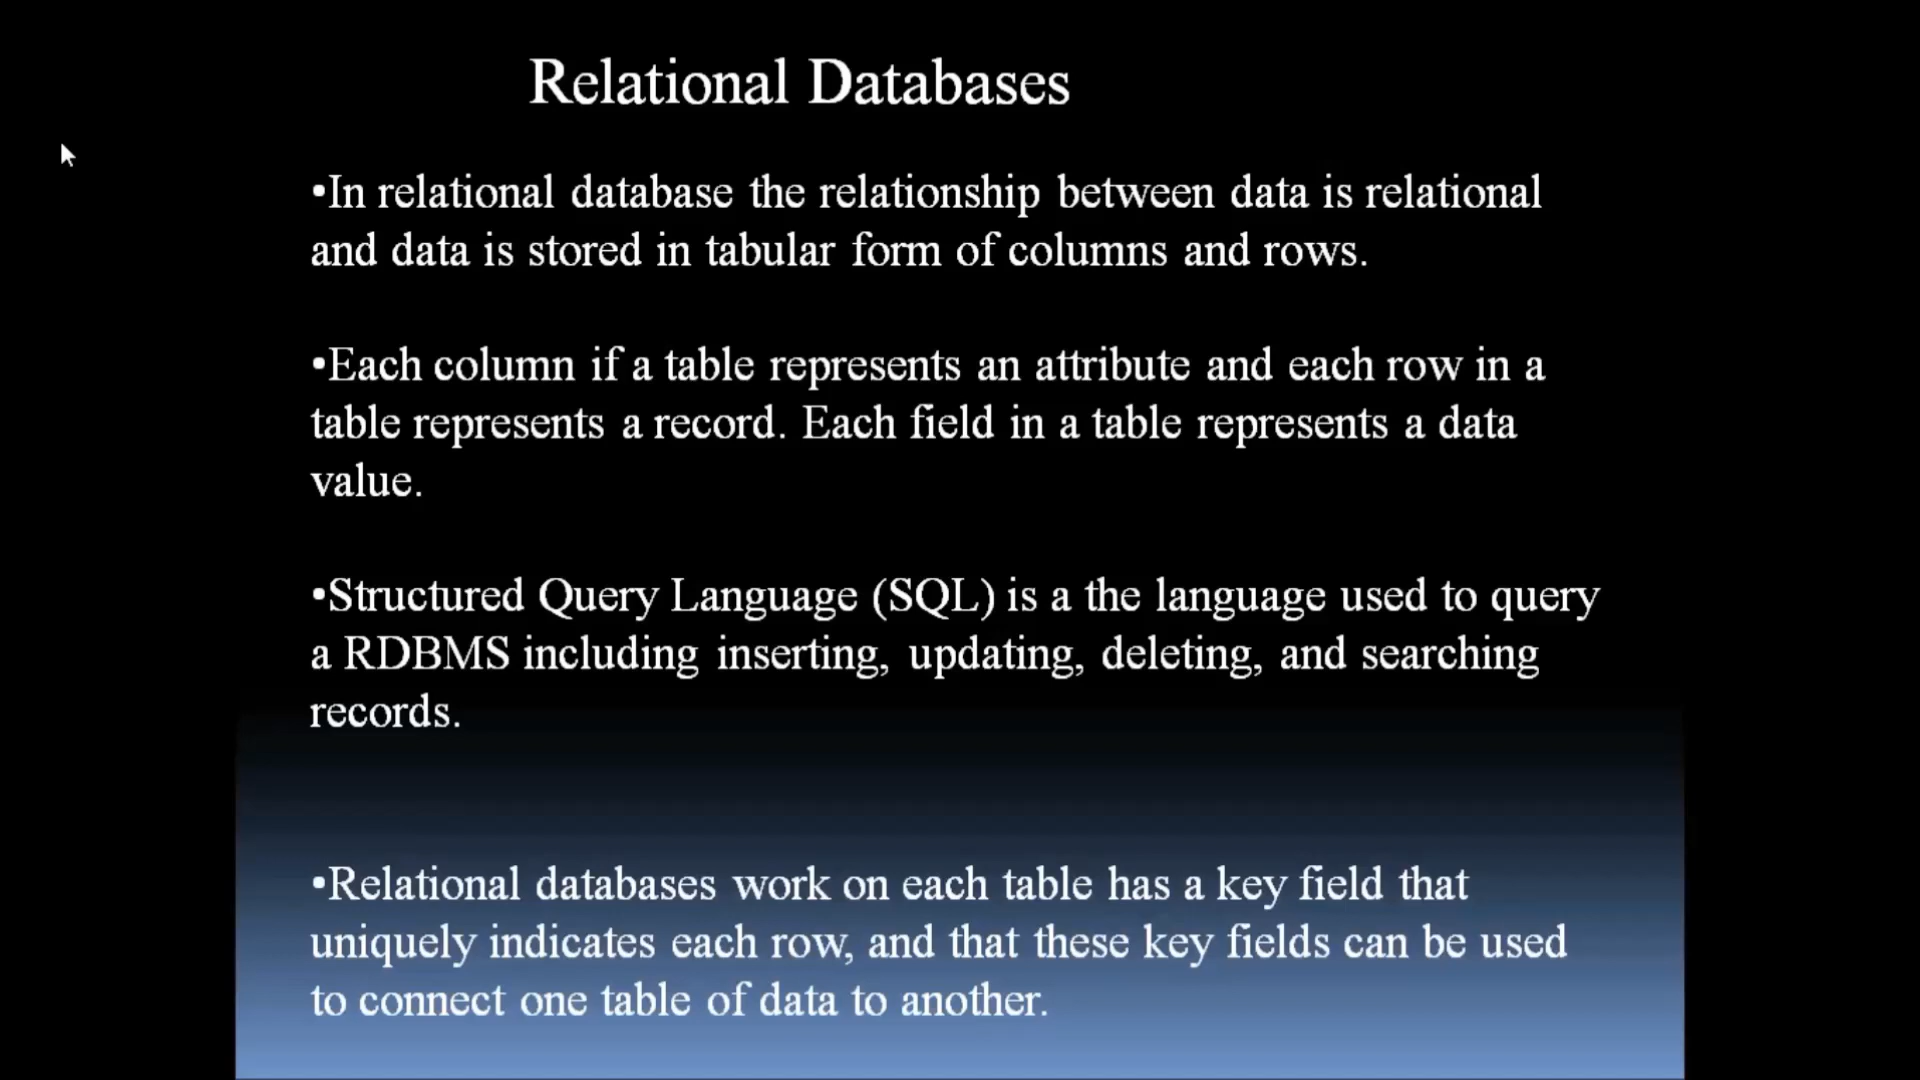 Relational Databases
•In relational database the relationship between data is relational
and data is stored in tabular form of columns and rows.
•Each column if a table represents an attribute and each row in a
table represents a record. Each field in a table represents a data
value.
•Structured Query Language (SQL) is a the language used to query
a RDBMS including inserting, updating, deleting, and searching
records.
•Relational databases work on each table has a key field that
uniquely indicates each row, and that these key fields can be used
to connect one table of data to another.